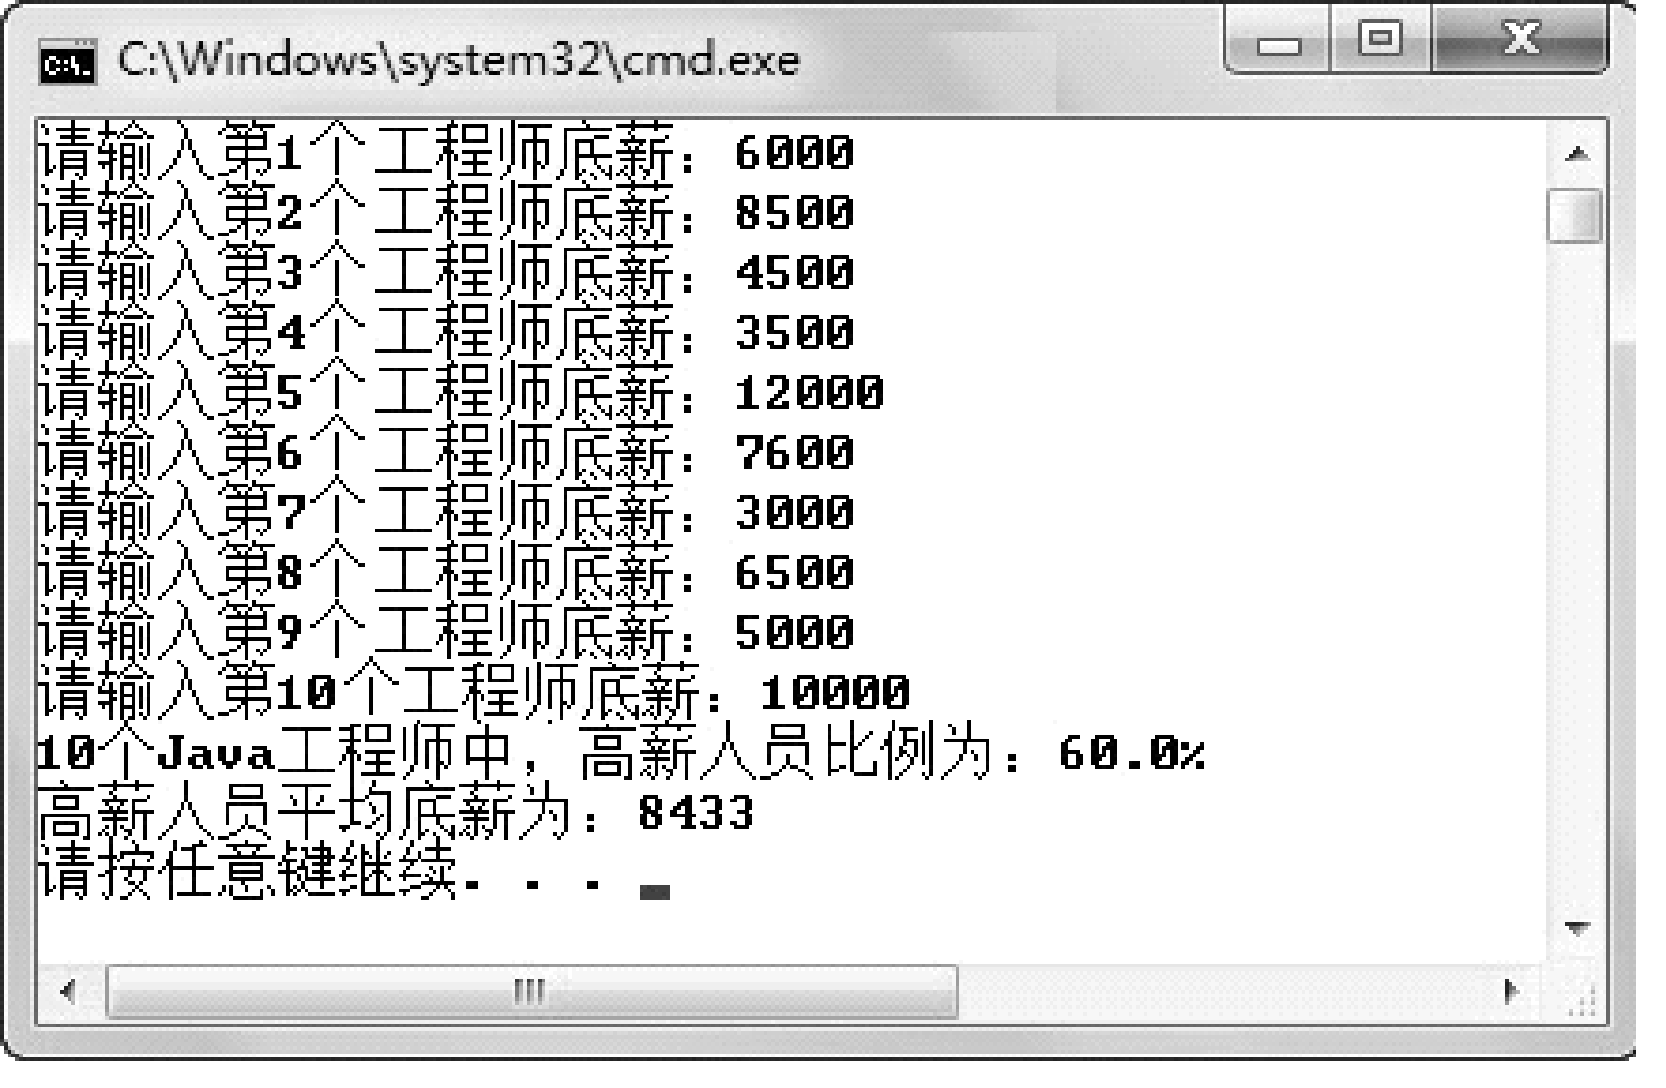 C:\Windows\system32\cmd.exe
请输入第1个工程师底薪：6000
请输入第2个工程师底薪：8500
请输入第3个工程师底薪：4500
请输入第4个工程师底薪：3500
请输入第5个工程师底薪：12000
请输入第6个工程师底薪：7600
请输入第7个工程师底薪：3000
请输入第8个工程师底薪：6500
请输入第9个工程师底薪：5000
请输入第10个工程师底薪：10000
10个Java工程师中，高薪人员比例为：60.0%
高薪人员平均底薪为：8433
请按任意键继续. . .